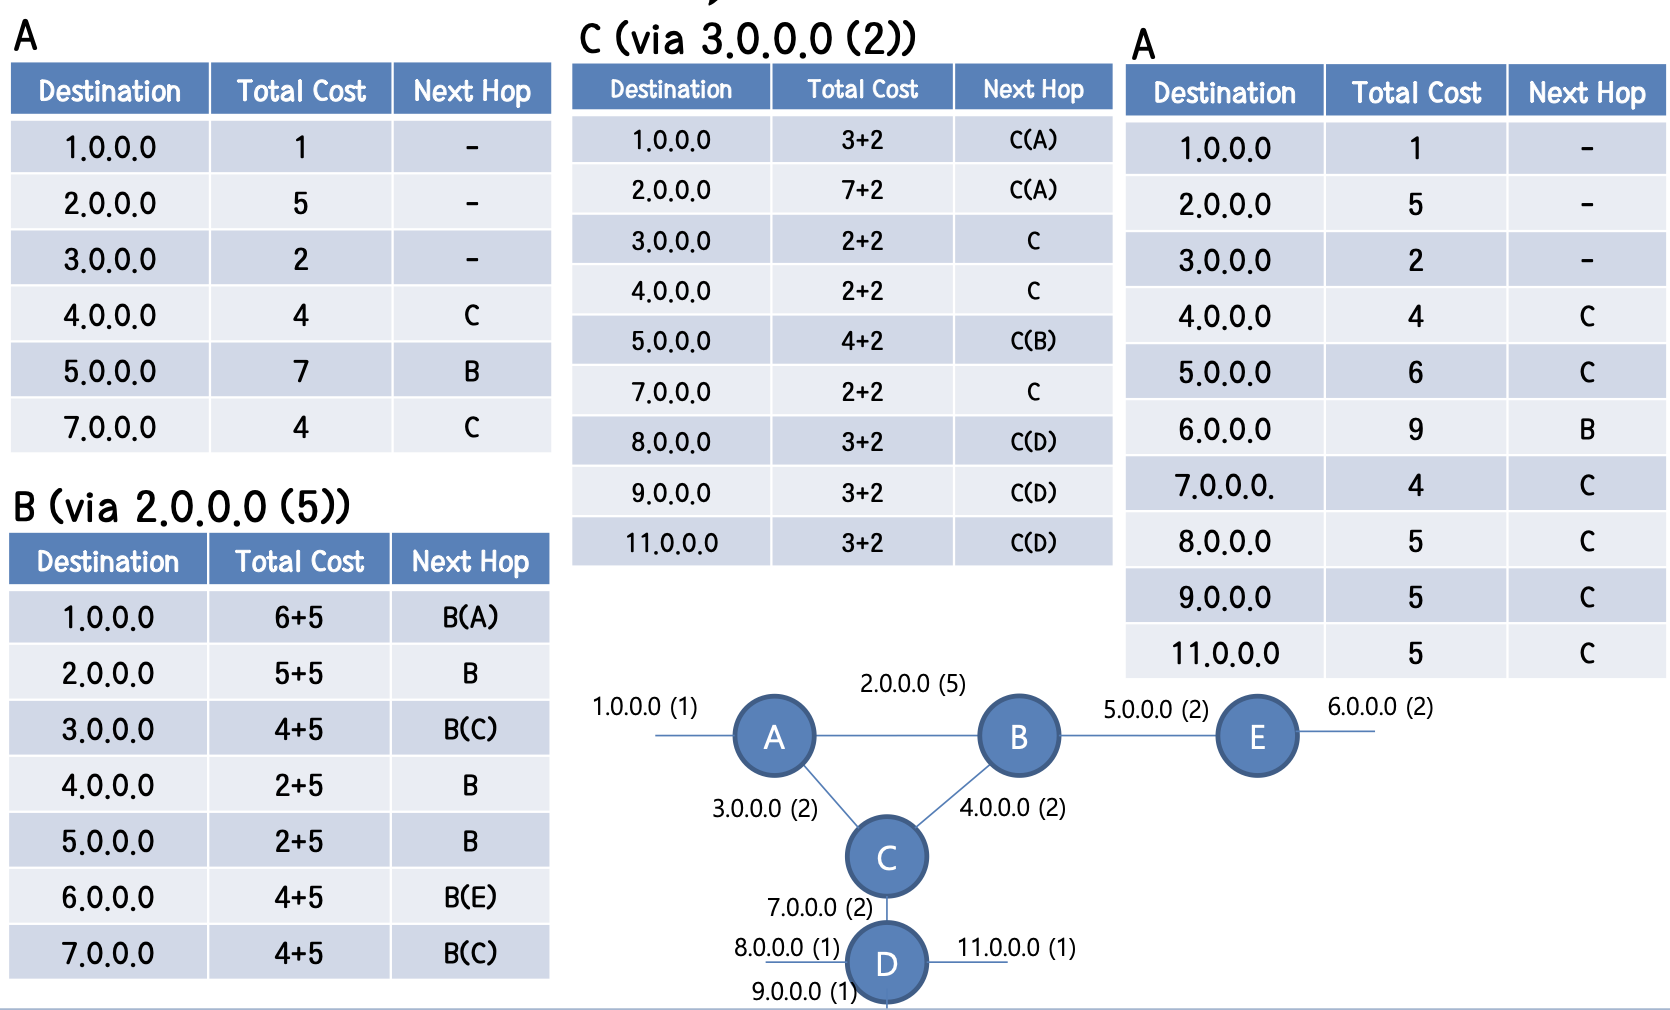 A
Destination Total Cost Next Hop
1.0.0.0 1 -
2.0.0.0 5 -
3.0.0.0 2 -
4.0.0.0 4 C
5.0.0.0 7 B
7.0.0.0 4 C
B (via 2.0.0.0 (5))
Destination Total Cost Next Hop
1.0.0.0 6+5 B(A)
2.0.0.0 5+5 B
3.0.0.0 4+5 B(C)
4.0.0.0 2+5 B
5.0.0.0 2+5 B
6.0.0.0 4+5 B(E)
7.0.0.0 4+5 B(C)
C (via 3.0.0.0 (2))
Destination Total Cost Next Hop
1.0.0.0 3+2 C(A)
2.0.0.0 7+2 C(A)
3.0.0.0 2+2 C
4.0.0.0 2+2 C
5.0.0.0 4+2 C(B)
7.0.0.0 2+2 C
8.0.0.0 3+2 C(D)
9.0.0.0 3+2 C(D)
11.0.0.0 3+2 C(D)
A
Destination Total Cost Next Hop
1.0.0.0 1 -
2.0.0.0 5 -
3.0.0.0 2 -
4.0.0.0 4 C
5.0.0.0 6 C
6.0.0.0 9 B
7.0.0.0. 4 C
8.0.0.0 5 C
9.0.0.0 5 C
11.0.0.0 5 C
1.0.0.0 (1)
A
2.0.0.0 (5)
B
5.0.0.0 (2)
E
6.0.0.0 (2)
3.0.0.0 (2)
4.0.0.0 (2)
C
7.0.0.0 (2)
8.0.0.0 (1)
D
11.0.0.0 (1)
9.0.0.0 (1)